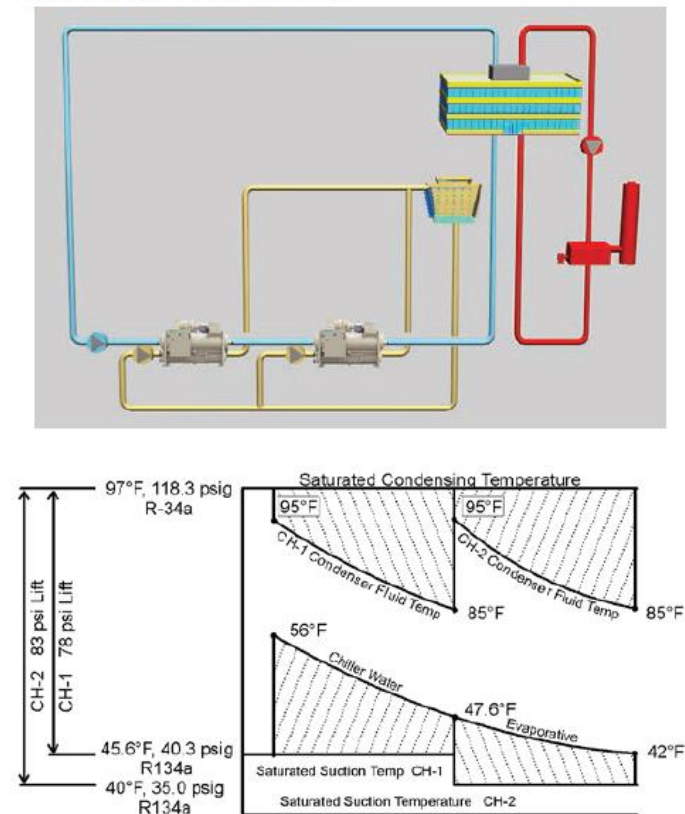 Saturated Condensing Temperature
97°F, 118.3 psig
R-34a
95°F
95°F
CH-1 Condenser Fluid Temp
CH-2 Condenser Fluid Temp
85°F
85°F
CH-2 83 psi Lift
CH-1 78 psi Lift
56°F
Chiller Water
47.6°F
Evaporative
42°F
45.6°F, 40.3 psig
R134a
Saturated Suction Temp CH-1
40°F, 35.0 psig
R134a
Saturated Suction Temperature CH-2